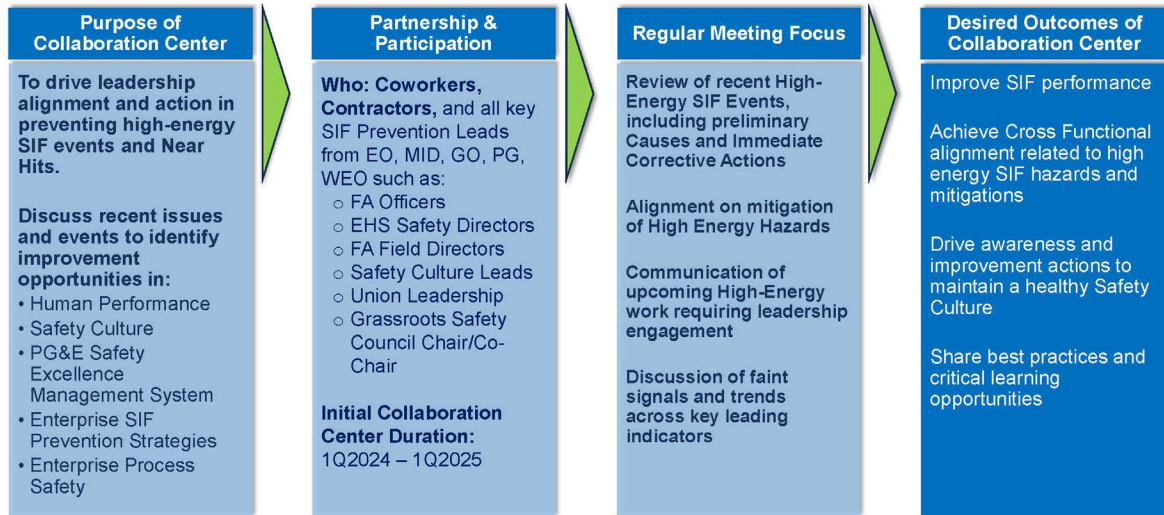 Purpose of
Collaboration Center
To drive leadership
alignment and action in
preventing high-energy
SIF events and Near
Hits.
Discuss recent issues
and events to identify
improvement
opportunities in:
• Human Performance
• Safety Culture
• PG&E Safety
Excellence
Management System
• Enterprise SIF
Prevention Strategies
• Enterprise Process
Safety
Partnership &
Participation
Who: Coworkers,
Contractors, and all key
SIF Prevention Leads
from EO, MID, GO, PG,
WEO such as:
o FA Officers
o EHS Safety Directors
o FA Field Directors
o Safety Culture Leads
o Union Leadership
o Grassroots Safety
Council Chair/Co-
Chair
Initial Collaboration
Center Duration:
1Q2024 – 1Q2025
Regular Meeting Focus
Review of recent High-
Energy SIF Events,
including preliminary
Causes and Immediate
Corrective Actions
Alignment on mitigation
of High Energy Hazards
Communication of
upcoming High-Energy
work requiring leadership
engagement
Discussion of faint
signals and trends
across key leading
indicators
Desired Outcomes of
Collaboration Center
Improve SIF performance
Achieve Cross Functional
alignment related to high
energy SIF hazards and
mitigations
Drive awareness and
improvement actions to
maintain a healthy Safety
Culture
Share best practices and
critical learning
opportunities